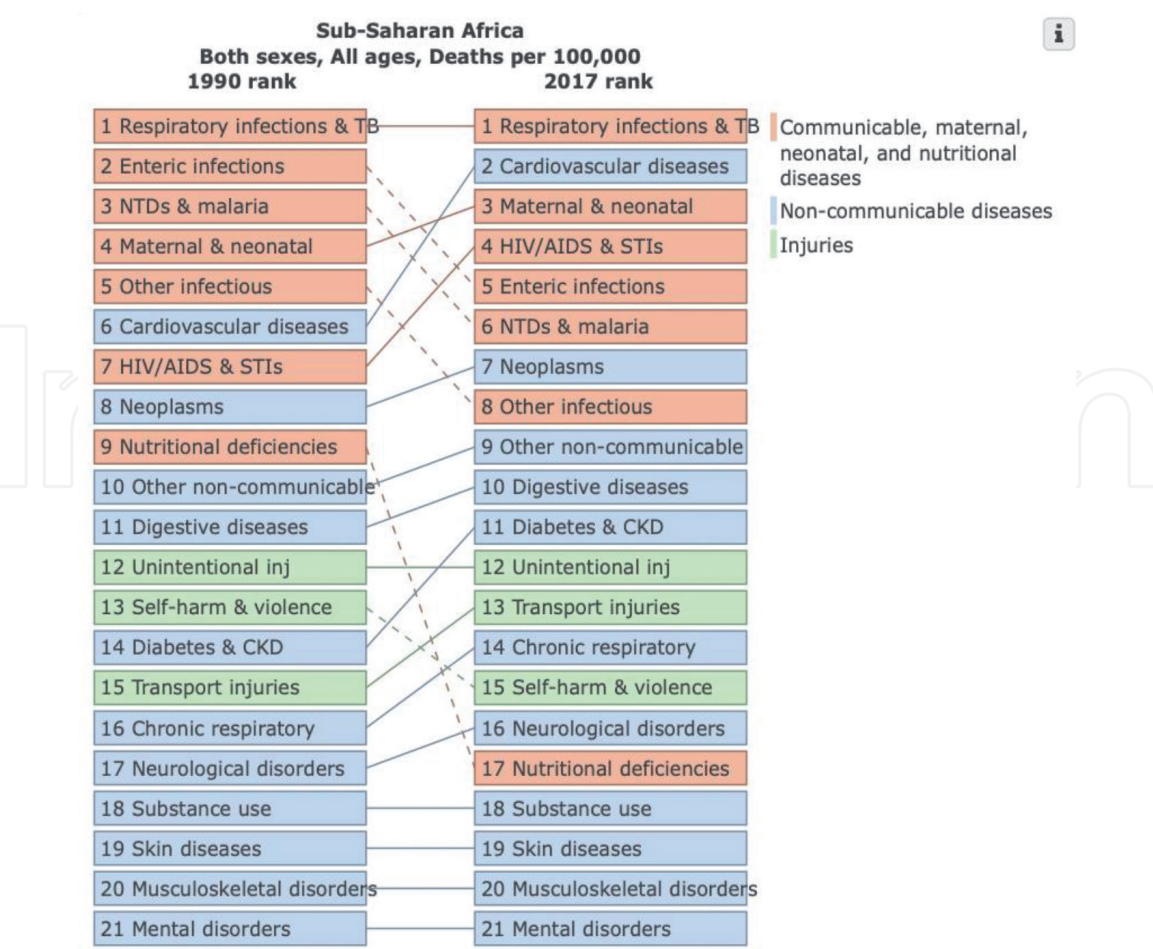 Sub-Saharan Africa
Both sexes, All ages, Deaths per 100,000
1990 rank
2017 rank
1 Respiratory infections & TB
2 Enteric infections
3 NTDs & malaria
4 Maternal & neonatal
5 Other infectious
6 Cardiovascular diseases
7 HIV/AIDS & STIs
8 Neoplasms
9 Nutritional deficiencies
10 Other non-communicable
11 Digestive diseases
12 Unintentional inj
13 Self-harm & violence
14 Diabetes & CKD
15 Transport injuries
16 Chronic respiratory
17 Neurological disorders
18 Substance use
19 Skin diseases
20 Musculoskeletal disorders
21 Mental disorders
1 Respiratory infections & TB
2 Cardiovascular diseases
3 Maternal & neonatal
4 HIV/AIDS & STIs
5 Enteric infections
6 NTDs & malaria
7 Neoplasms
8 Other infectious
9 Other non-communicable
10 Digestive diseases
11 Diabetes & CKD
12 Unintentional inj
13 Transport injuries
14 Chronic respiratory
15 Self-harm & violence
16 Neurological disorders
17 Nutritional deficiencies
18 Substance use
19 Skin diseases
20 Musculoskeletal disorders
21 Mental disorders
i
Communicable, maternal,
neonatal, and nutritional
diseases
Non-communicable diseases
Injuries